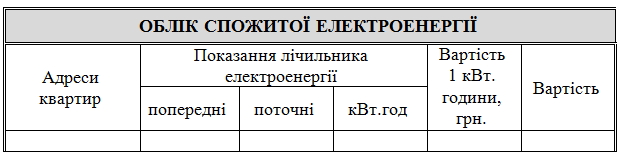 ОБЛІК СПОЖИТОЇ ЕЛЕКТРОЕНЕРГІЇ
Адреси
квартир
Показання лічильника
електроенергії
попередні
поточні
кВт.год
Вартість
1 кВт.
години,
грн.
Вартість